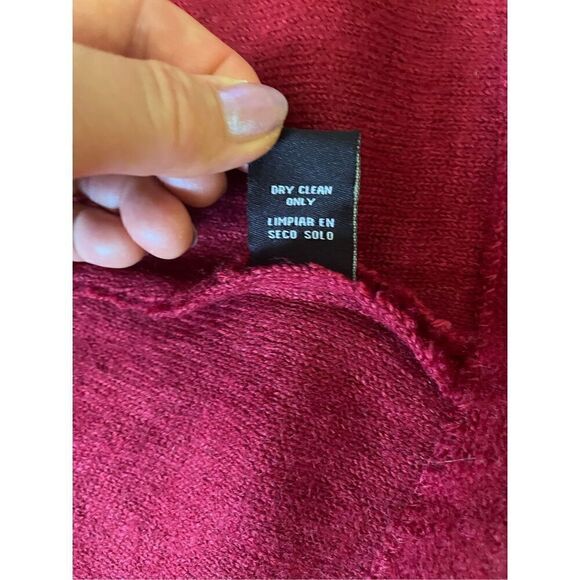 DRY CLEAN
ONLY
LIMPIAR EN
SECO SOLO